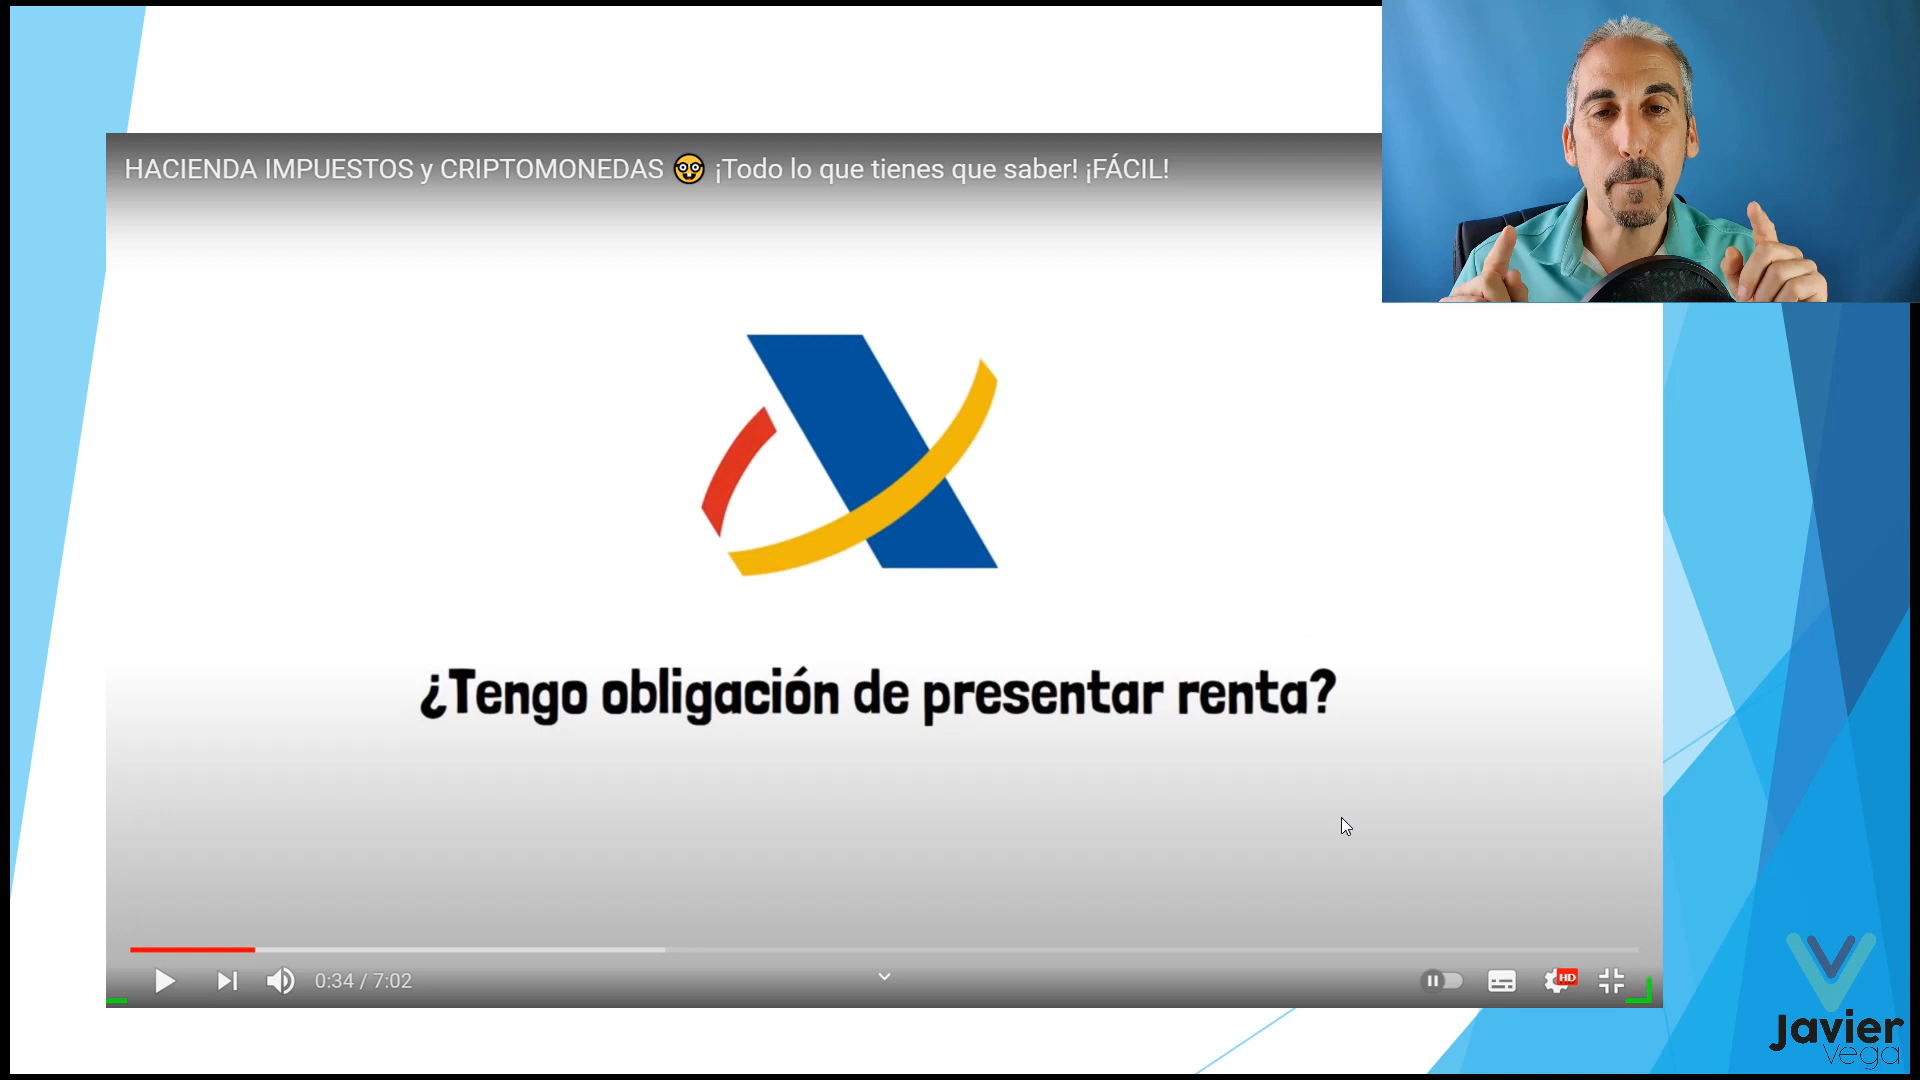 HACIENDA IMPUESTOS y CRIPTOMONEDAS 🤓 ¡Todo lo que tienes que saber! ¡FÁCIL!
¿Tengo obligación de presentar renta?
0:34 / 7:02
HD
Javier
Vega